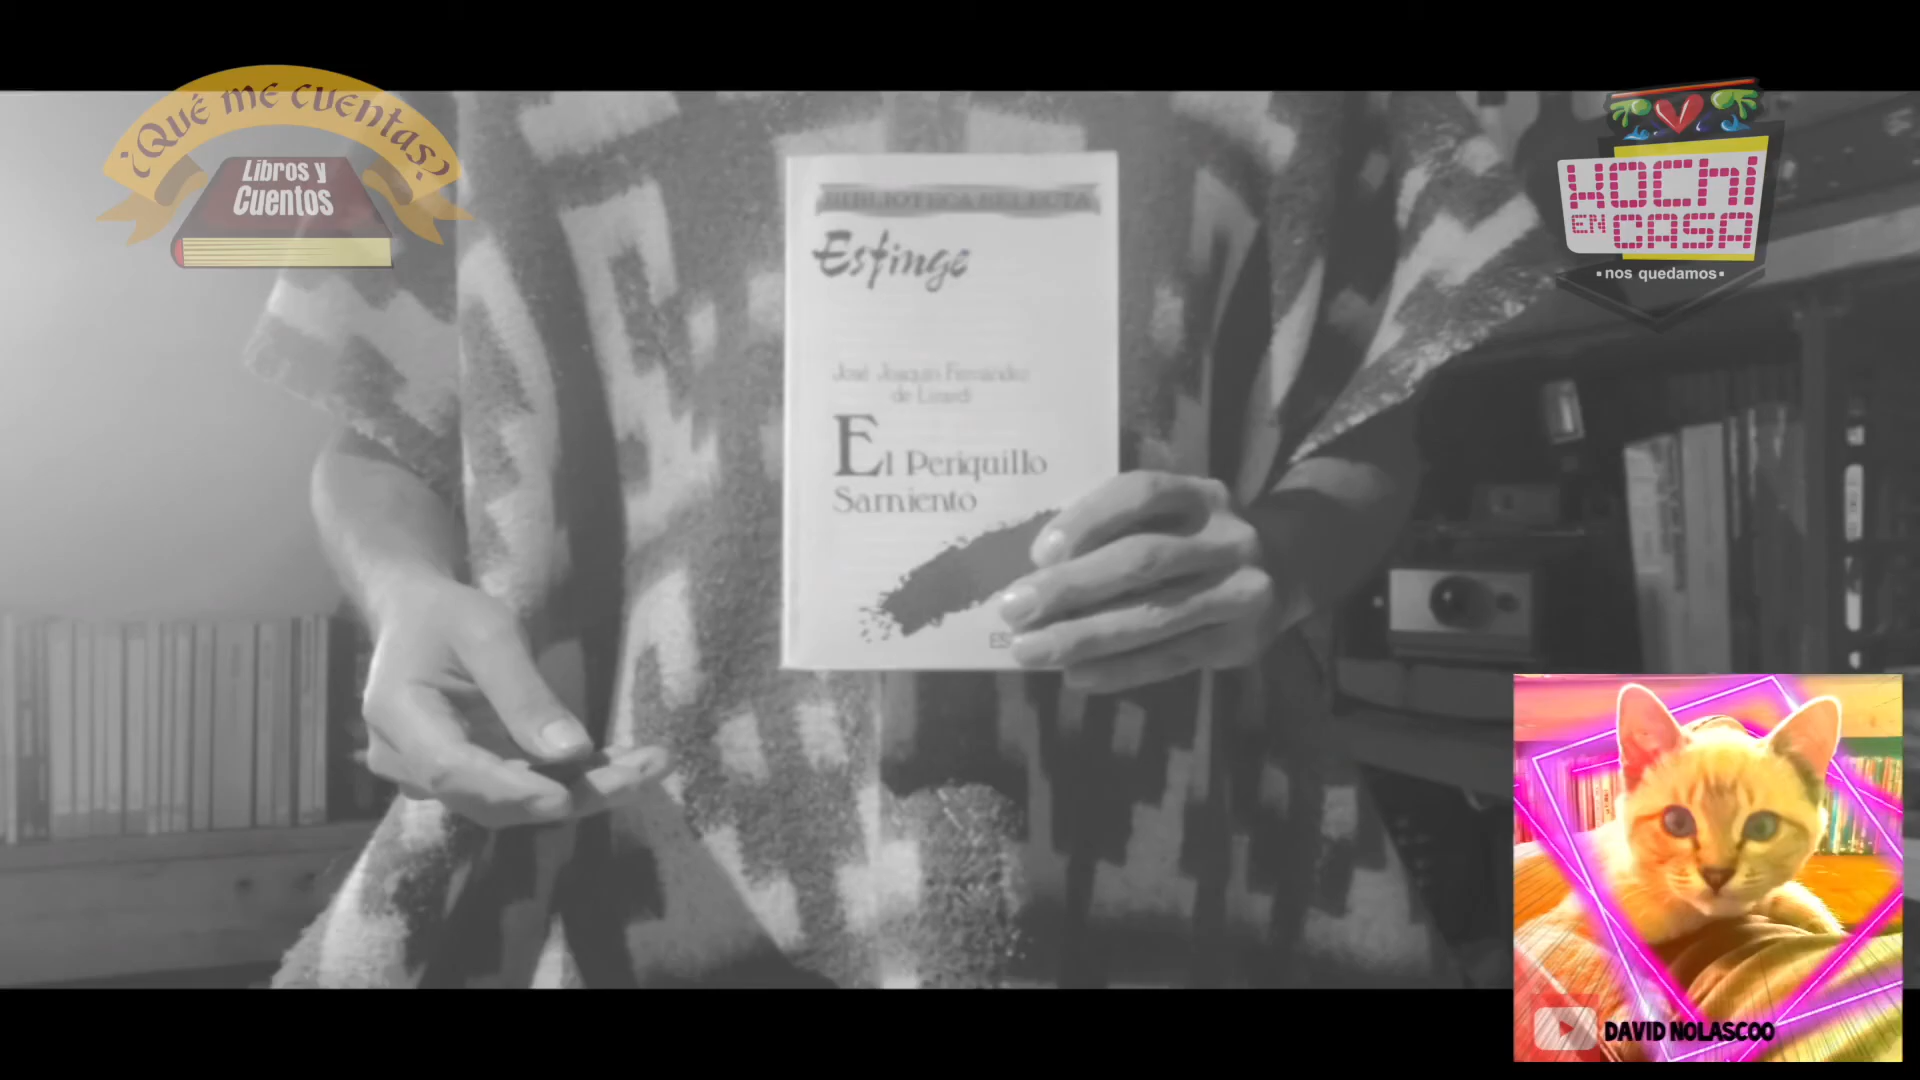 ¿Qué me cuentas?
Libros y
Cuentos
XOCHI
EN CASA
•nos quedamos•
BIBLIOTECA SELECTA
Esfinge
José Joaquín Fernández
de Lizardi
El Periquillo
Sarniento
DAVID NOLASCOO